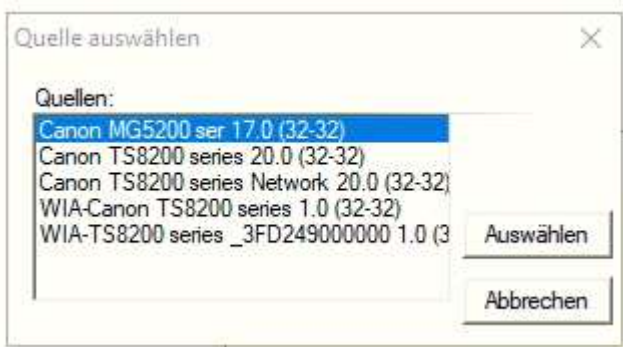 Quelle auswählen
Quellen:
Canon MG5200 ser 17.0 (32-32)
Canon TS8200 series 20.0 (32-32)
Canon TS8200 series Network 20.0 (32-32)
WIA-Canon TS8200 series 1.0 (32-32)
WIA-TS8200 series _3FD249000000 1.0 (3
Auswählen
Abbrechen